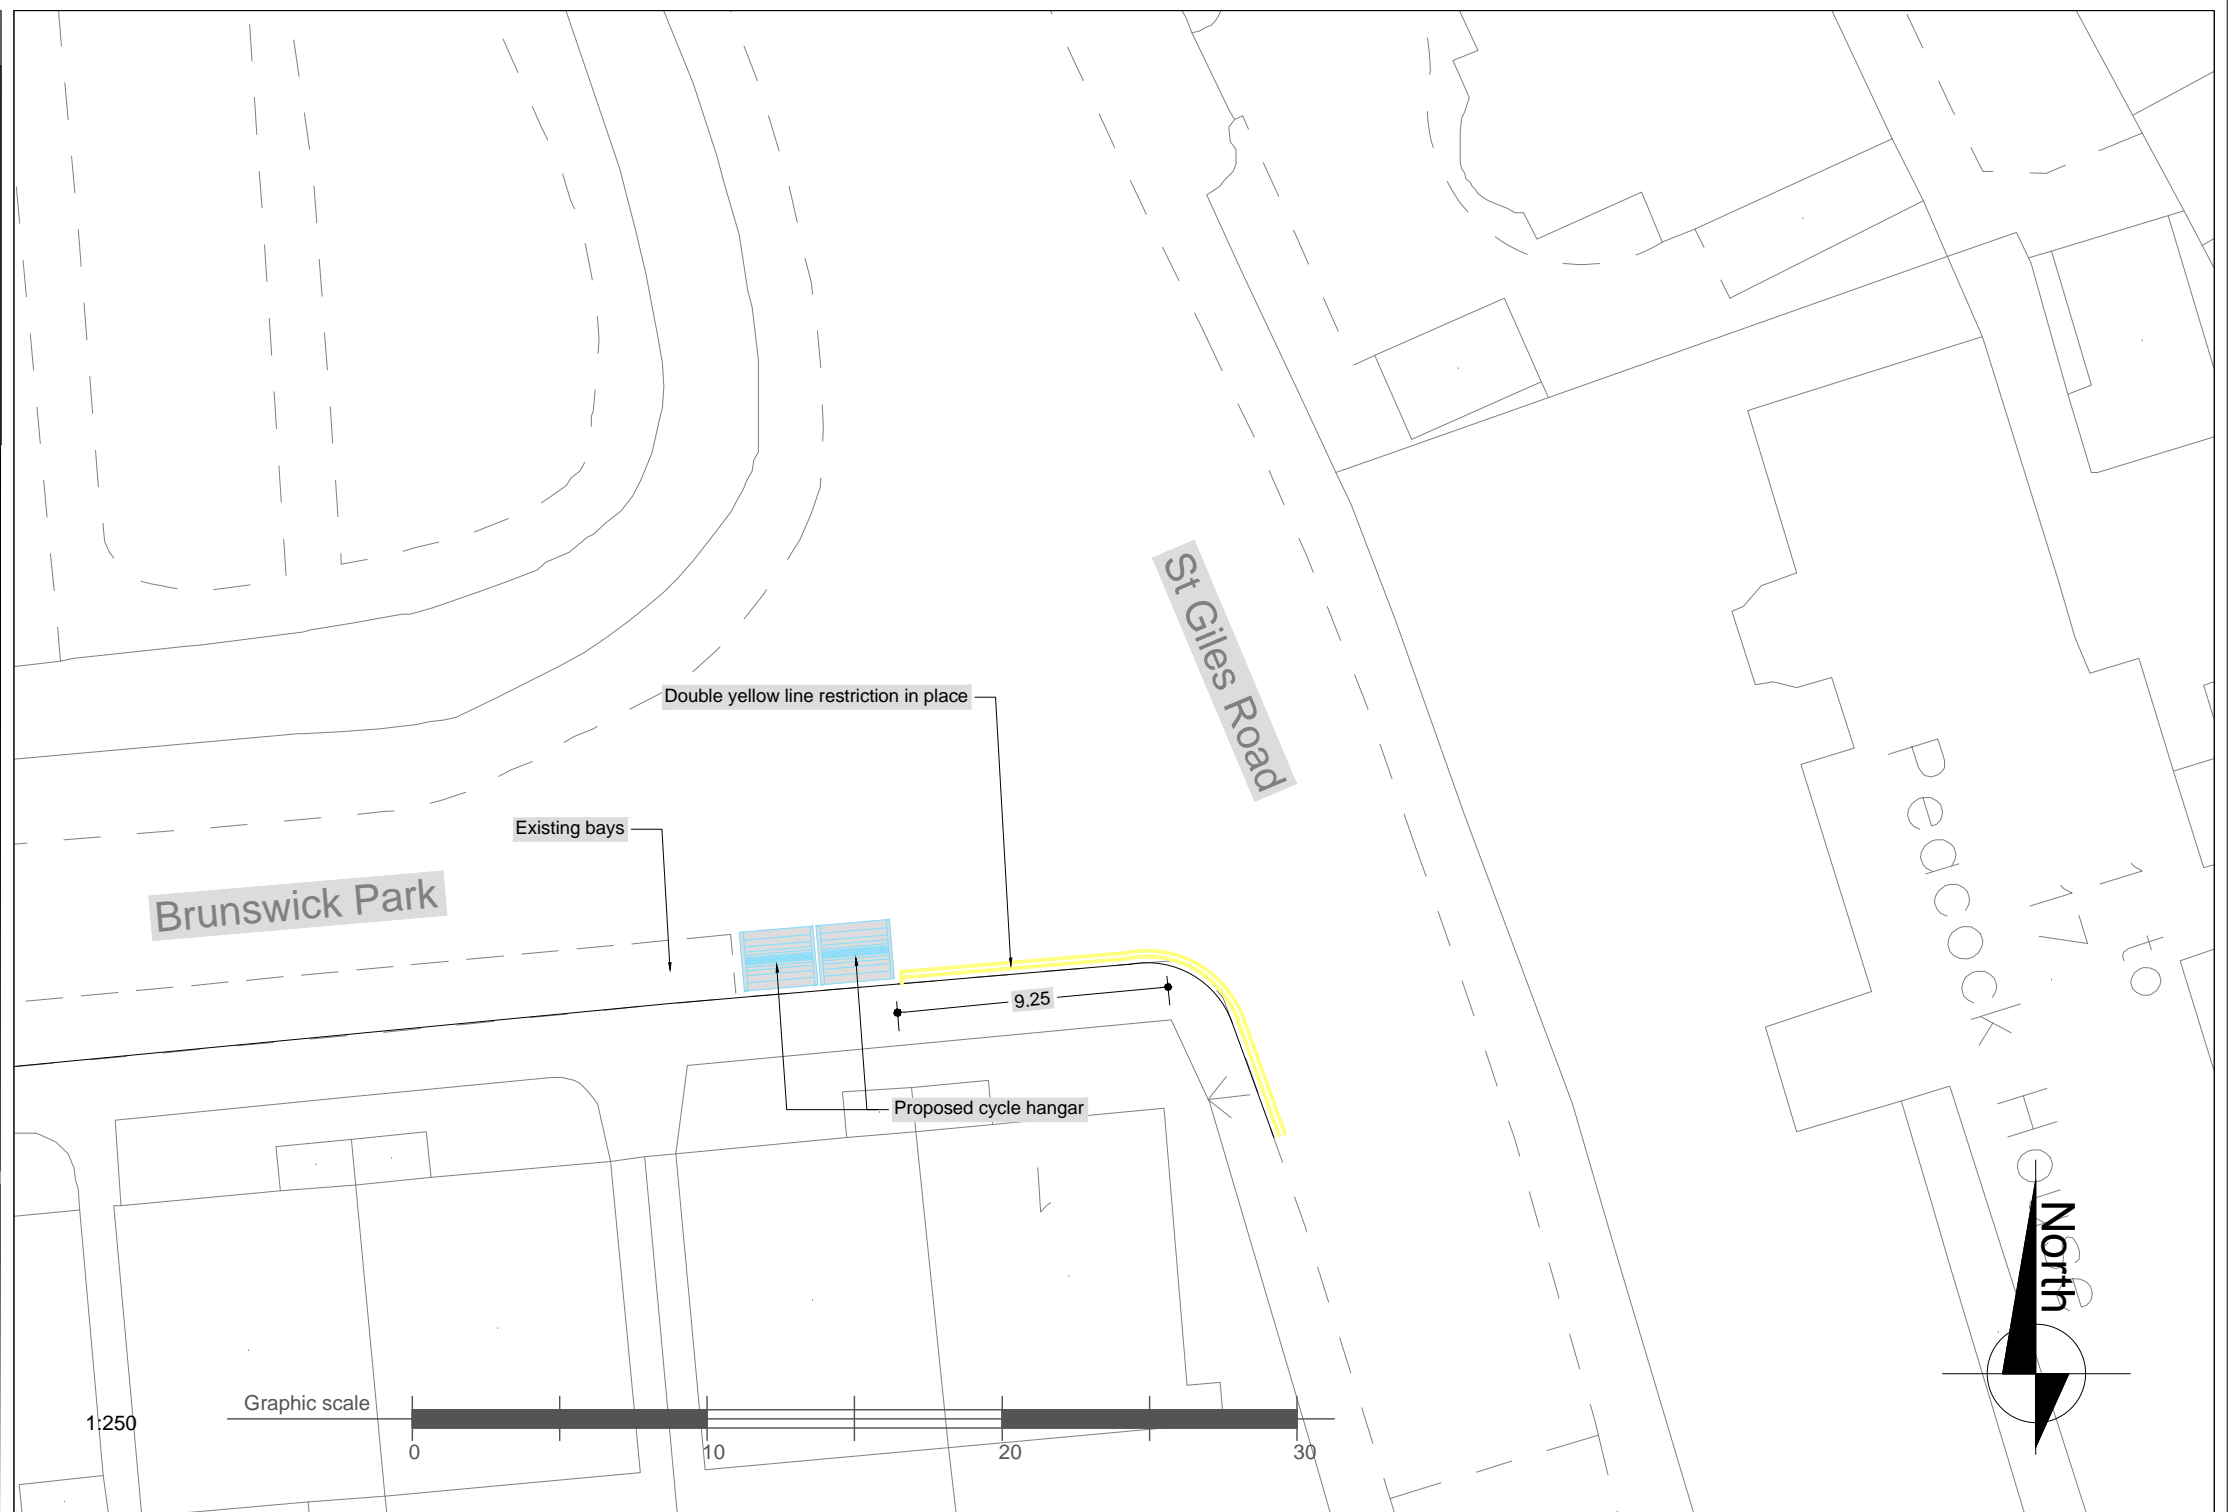 St Giles Road
Double yellow line restriction in place
Existing bays
Brunswick Park
9.25
Proposed cycle hangar
1 to
17
Peacock House
North
Graphic scale
1:250
0 10 20 30
1